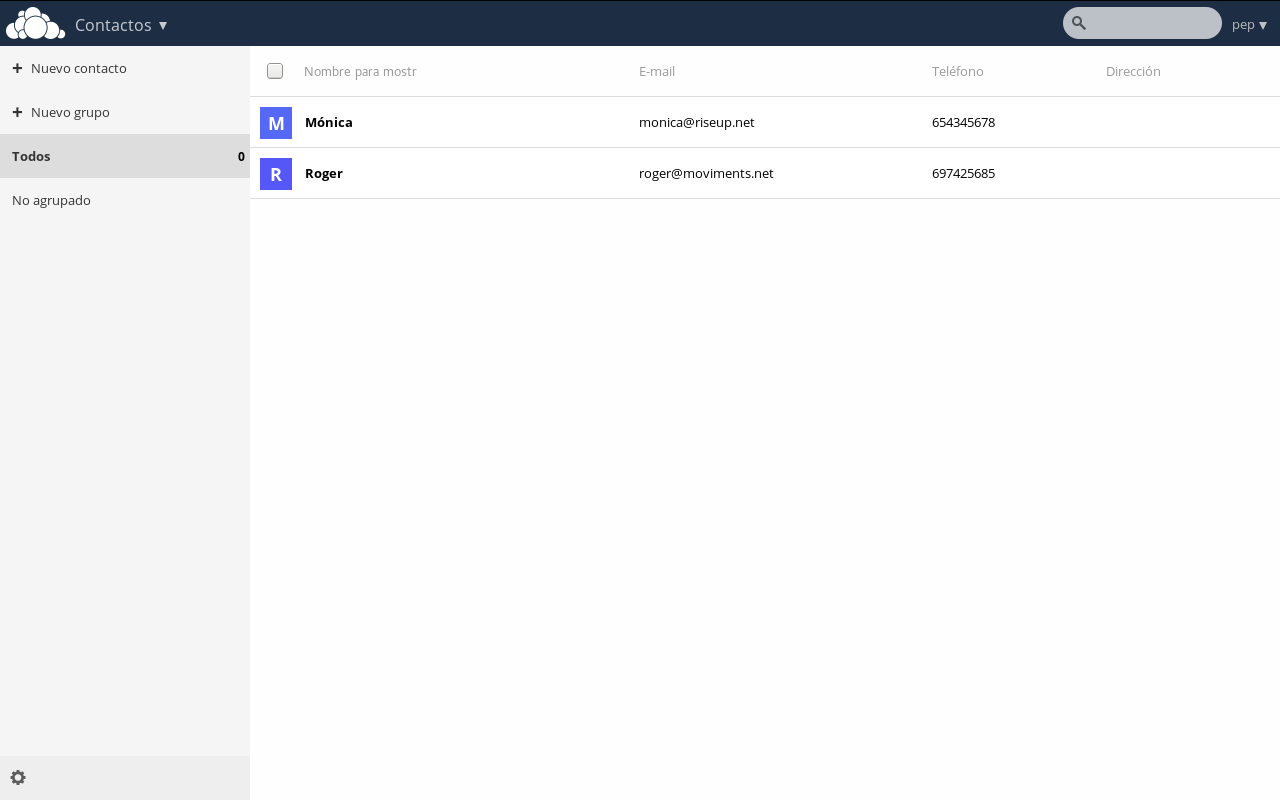 Contactos ▼
pep ▼
+ Nuevo contacto
+ Nuevo grupo
Todos 0
No agrupado
Nombre para mostr E-mail Teléfono Dirección
M Mónica monica@riseup.net 654345678
R Roger roger@moviments.net 697425685